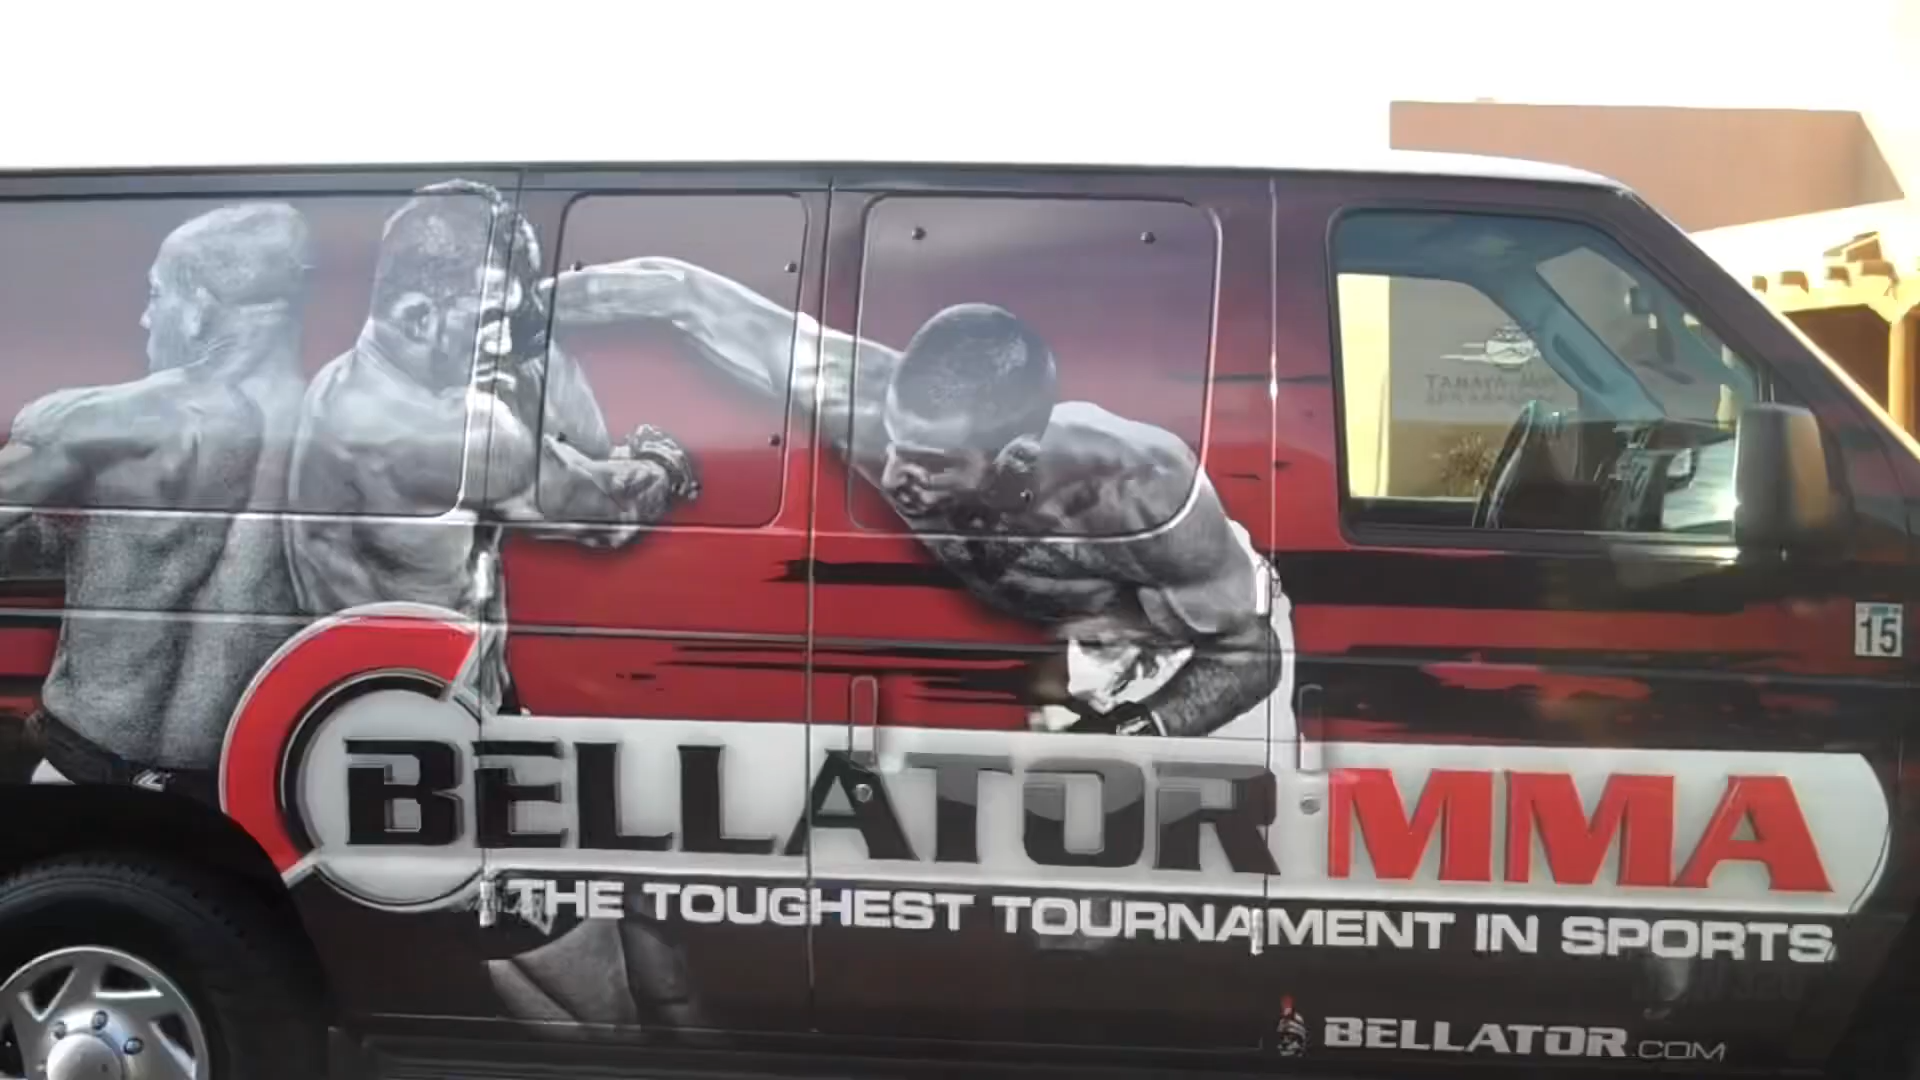 15
BELLATOR MMA
THE TOUGHEST TOURNAMENT IN SPORTS
BELLATOR.COM